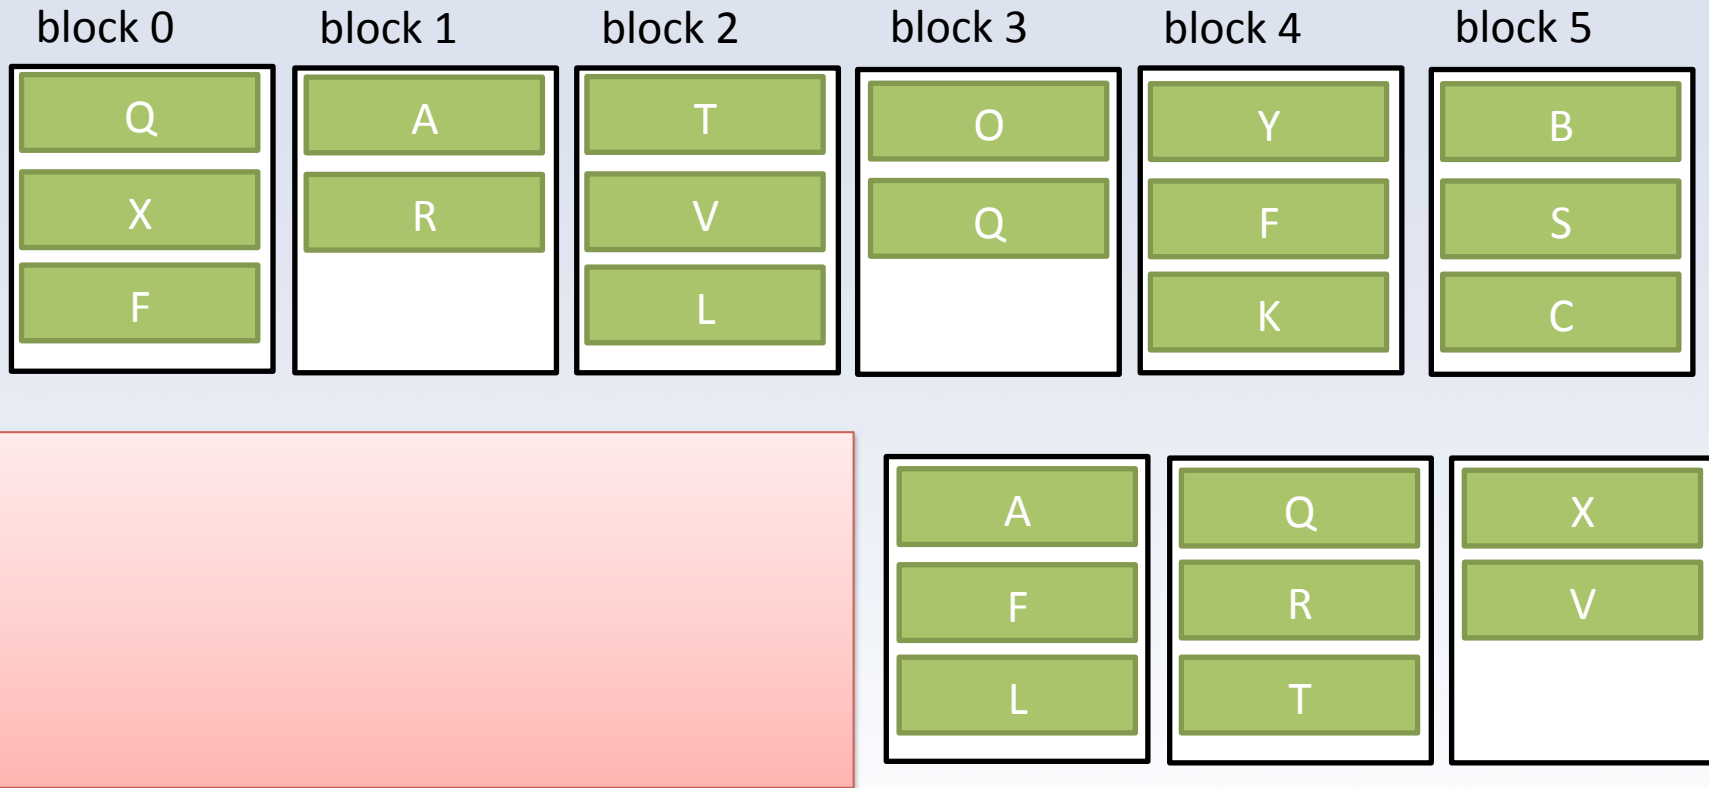 block 0 block 1 block 2 block 3 block 4 block 5
Q A T O Y B
X R V Q F S
F L K C
A Q X
F R V
L T